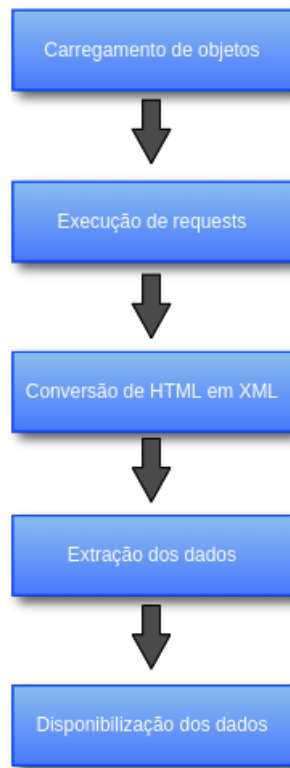 Carregamento de objetos
Execução de requests
Conversão de HTML em XML
Extração dos dados
Disponibilização dos dados